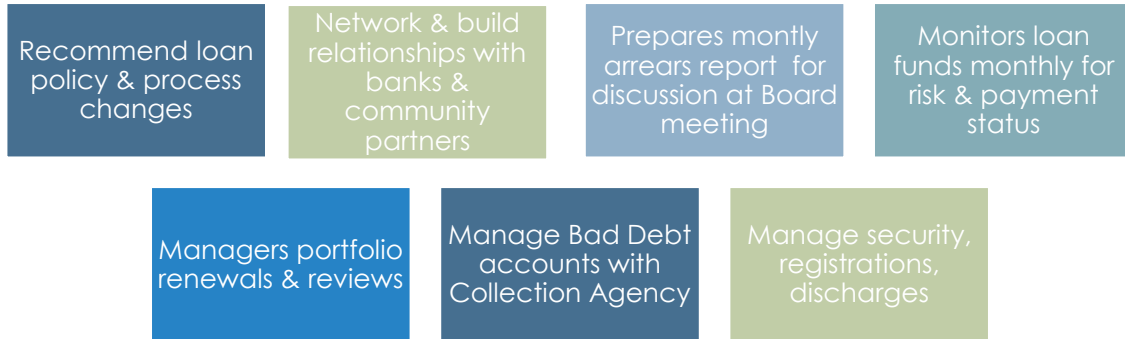 Recommend loan
policy & process
changes
Network & build
relationships with
banks &
community
partners
Prepares montly
arrears report for
discussion at Board
meeting
Monitors loan
funds monthly for
risk & payment
status
Managers portfolio
renewals & reviews
Manage Bad Debt
accounts with
Collection Agency
Manage security,
registrations,
discharges